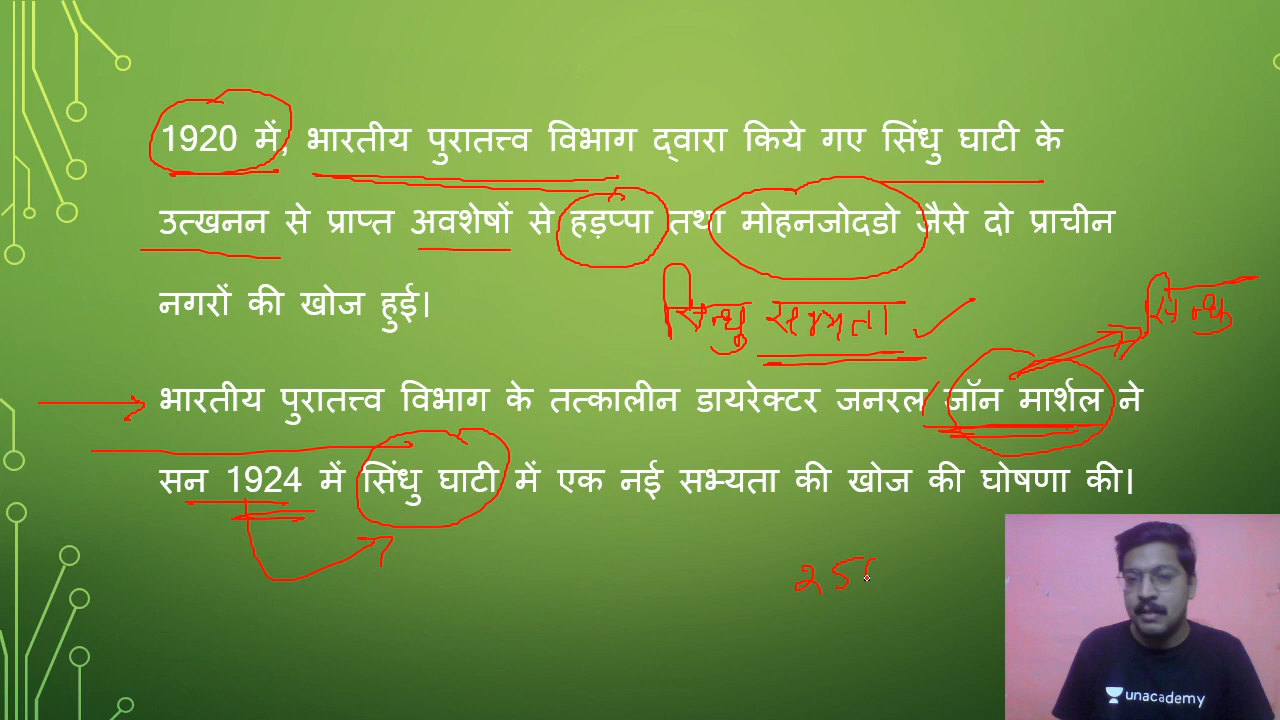 1920 में, भारतीय पुरातत्त्व विभाग द्वारा किये गए सिंधु घाटी के
उत्खनन से प्राप्त अवशेषों से हड़प्पा तथा मोहनजोदडो जैसे दो प्राचीन
नगरों की खोज हुई।
सिन्धु सभ्यता
सिन्धु
भारतीय पुरातत्त्व विभाग के तत्कालीन डायरेक्टर जनरल जॉन मार्शल ने
सन 1924 में सिंधु घाटी में एक नई सभ्यता की खोज की घोषणा की।
25
unacademy